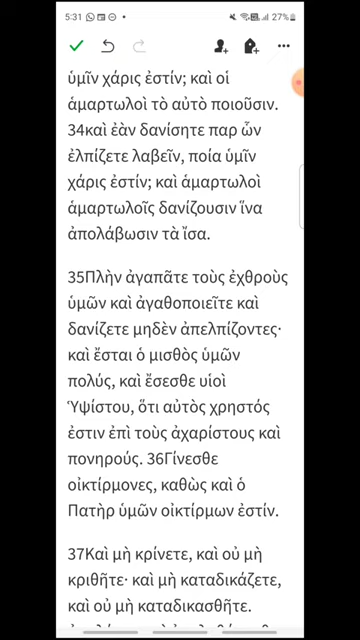 5:31
27%
ὑμῖν χάρις ἐστίν; καὶ οἱ
ἁμαρτωλοὶ τὸ αὐτὸ ποιοῦσιν.
34καὶ ἐὰν δανίσητε παρ ὧν
ἐλπίζετε λαβεῖν, ποία ὑμῖν
χάρις ἐστίν; καὶ ἁμαρτωλοὶ
ἁμαρτωλοῖς δανίζουσιν ἵνα
ἀπολάβωσιν τὰ ἴσα.
35Πλὴν ἀγαπᾶτε τοὺς ἐχθροὺς
ὑμῶν καὶ ἀγαθοποιεῖτε καὶ
δανίζετε μηδὲν ἀπελπίζοντες·
καὶ ἔσται ὁ μισθὸς ὑμῶν
πολύς, καὶ ἔσεσθε υἱοὶ
Ὑψίστου, ὅτι αὐτὸς χρηστός
ἐστιν ἐπὶ τοὺς ἀχαρίστους καὶ
πονηρούς. 36Γίνεσθε
οἰκτίρμονες, καθὼς καὶ ὁ
Πατὴρ ὑμῶν οἰκτίρμων ἐστίν.
37Καὶ μὴ κρίνετε, καὶ οὐ μὴ
κριθῆτε· καὶ μὴ καταδικάζετε,
καὶ οὐ μὴ καταδικασθῆτε.